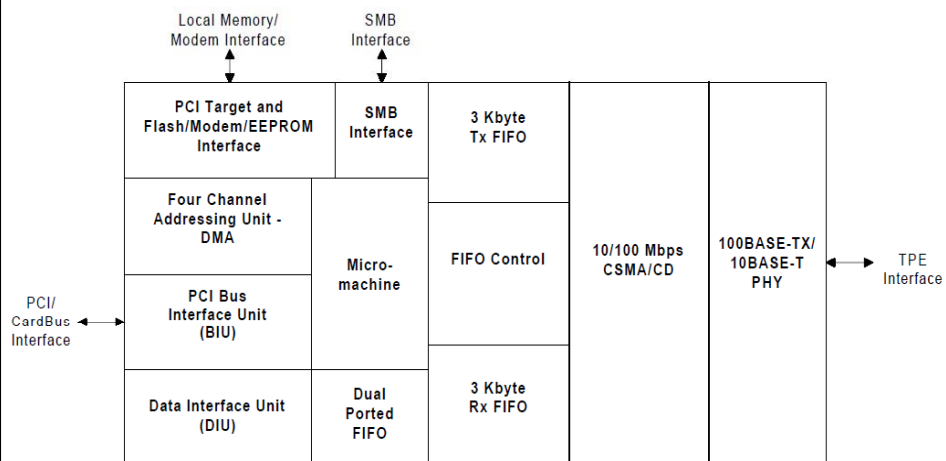 Local Memory/
Modem Interface
SMB
Interface
PCI Target and
Flash/Modem/EEPROM
Interface
SMB
Interface
3 Kbyte
Tx FIFO
Four Channel
Addressing Unit -
DMA
Micro-
machine
FIFO Control
10/100 Mbps
CSMA/CD
100BASE-TX/
10BASE-T
PHY
TPE
Interface
PCI/
CardBus
Interface
PCI Bus
Interface Unit
(BIU)
Data Interface Unit
(DIU)
Dual
Ported
FIFO
3 Kbyte
Rx FIFO